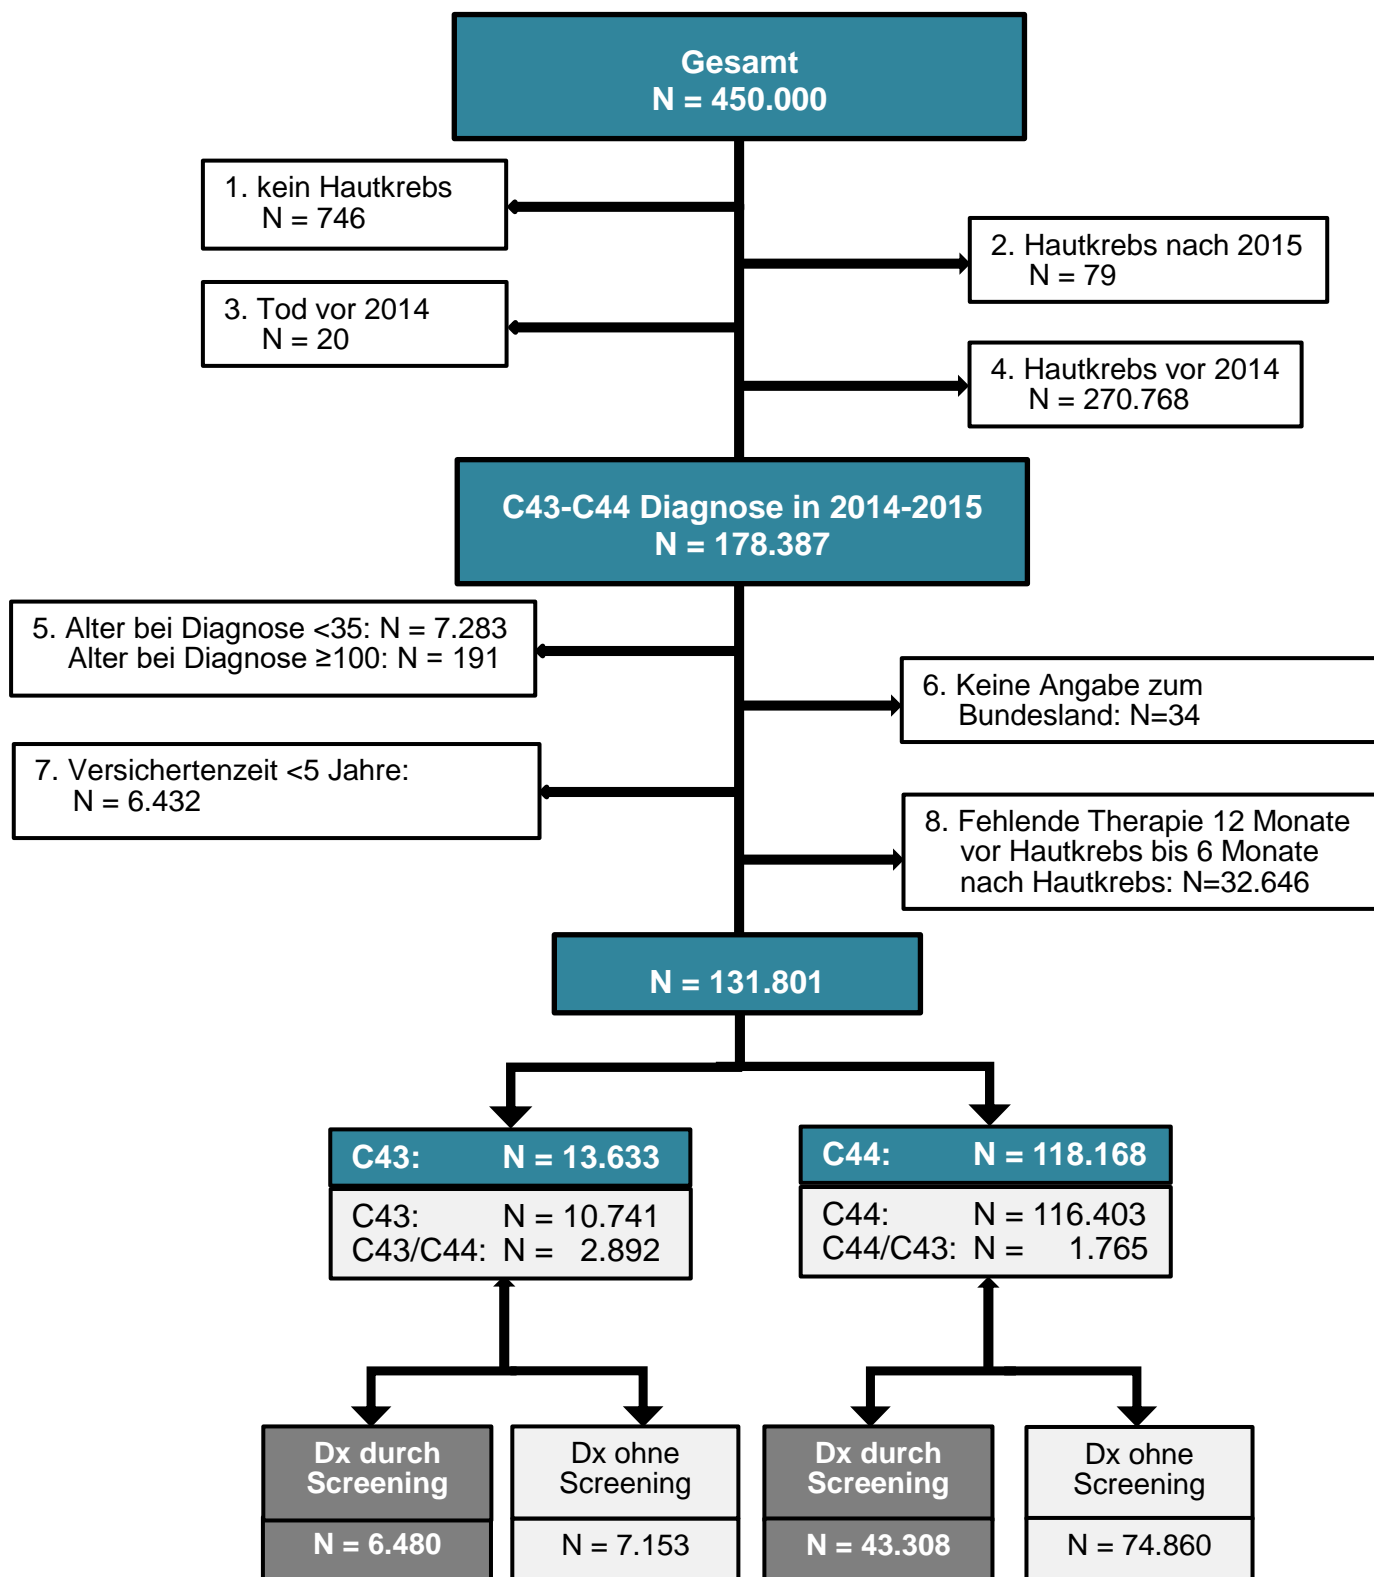 Gesamt
N = 450.000
1. kein Hautkrebs
N = 746
2. Hautkrebs nach 2015
N = 79
3. Tod vor 2014
N = 20
4. Hautkrebs vor 2014
N = 270.768
C43-C44 Diagnose in 2014-2015
N = 178.387
5. Alter bei Diagnose <35: N = 7.283
Alter bei Diagnose ≥100: N = 191
6. Keine Angabe zum
Bundesland: N=34
7. Versichertenzeit <5 Jahre:
N = 6.432
8. Fehlende Therapie 12 Monate
vor Hautkrebs bis 6 Monate
nach Hautkrebs: N=32.646
N = 131.801
C43: N = 13.633
C43: N = 10.741
C43/C44: N = 2.892
C44: N = 118.168
C44: N = 116.403
C44/C43: N = 1.765
Dx durch
Screening
N = 6.480
Dx ohne
Screening
N = 7.153
Dx durch
Screening
N = 43.308
Dx ohne
Screening
N = 74.860